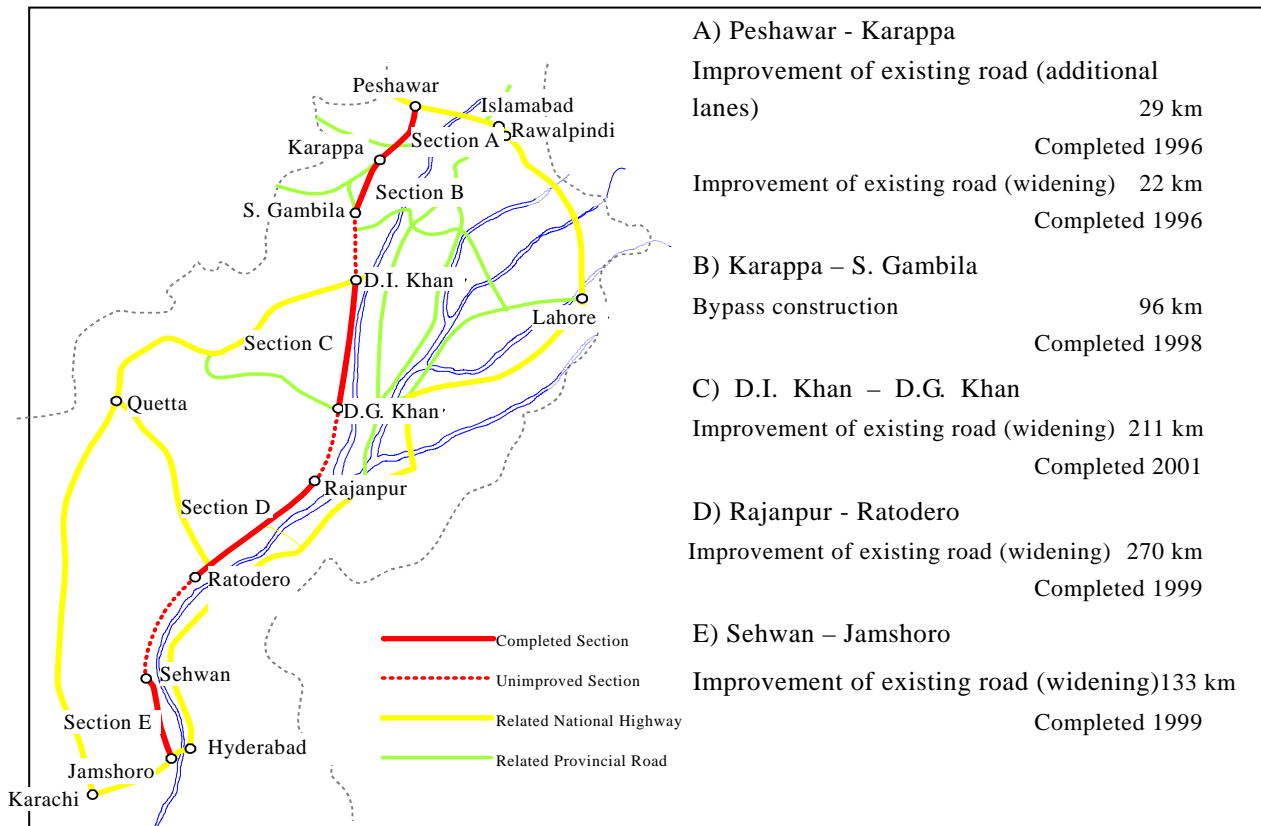 Peshawar
Islamabad
Rawalpindi
Section A
Karappa
Section B
S. Gambila
D.I. Khan
Lahore
Section C
Quetta
D.G. Khan
Rajanpur
Section D
Ratodero
Sehwan
Section E
Hyderabad
Jamshoro
Karachi
Completed Section
Unimproved Section
Related National Highway
Related Provincial Road
A) Peshawar - Karappa
Improvement of existing road (additional
lanes) 29 km
Completed 1996
Improvement of existing road (widening) 22 km
Completed 1996
B) Karappa – S. Gambila
Bypass construction 96 km
Completed 1998
C) D.I. Khan – D.G. Khan
Improvement of existing road (widening) 211 km
Completed 2001
D) Rajanpur - Ratodero
Improvement of existing road (widening) 270 km
Completed 1999
E) Sehwan – Jamshoro
Improvement of existing road (widening)133 km
Completed 1999